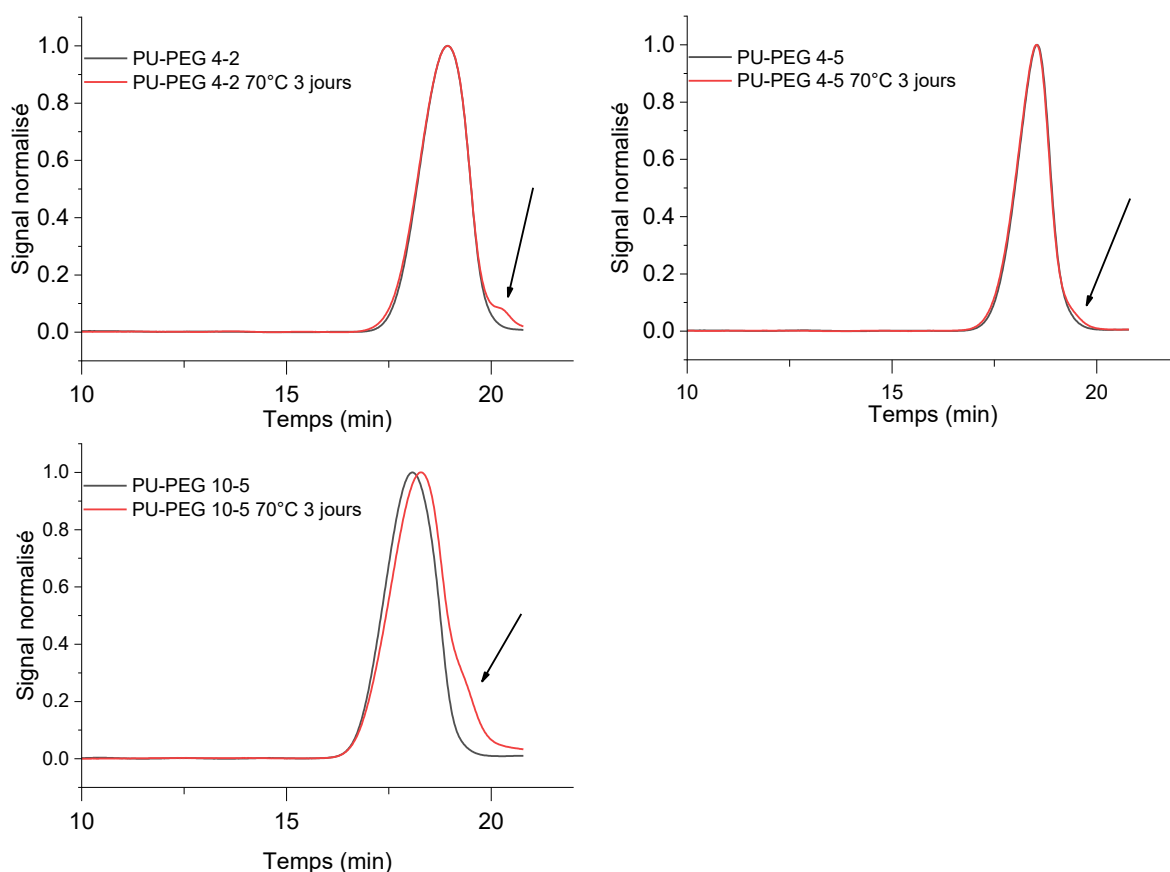 PU-PEG 4-2
PU-PEG 4-2 70°C 3 jours
Signal normalisé
1.0
0.8
0.6
0.4
0.2
0.0
10
15
20
Temps (min)
PU-PEG 4-5
PU-PEG 4-5 70°C 3 jours
Signal normalisé
1.0
0.8
0.6
0.4
0.2
0.0
10
15
20
Temps (min)
PU-PEG 10-5
PU-PEG 10-5 70°C 3 jours
Signal normalisé
1.0
0.8
0.6
0.4
0.2
0.0
10
15
20
Temps (min)